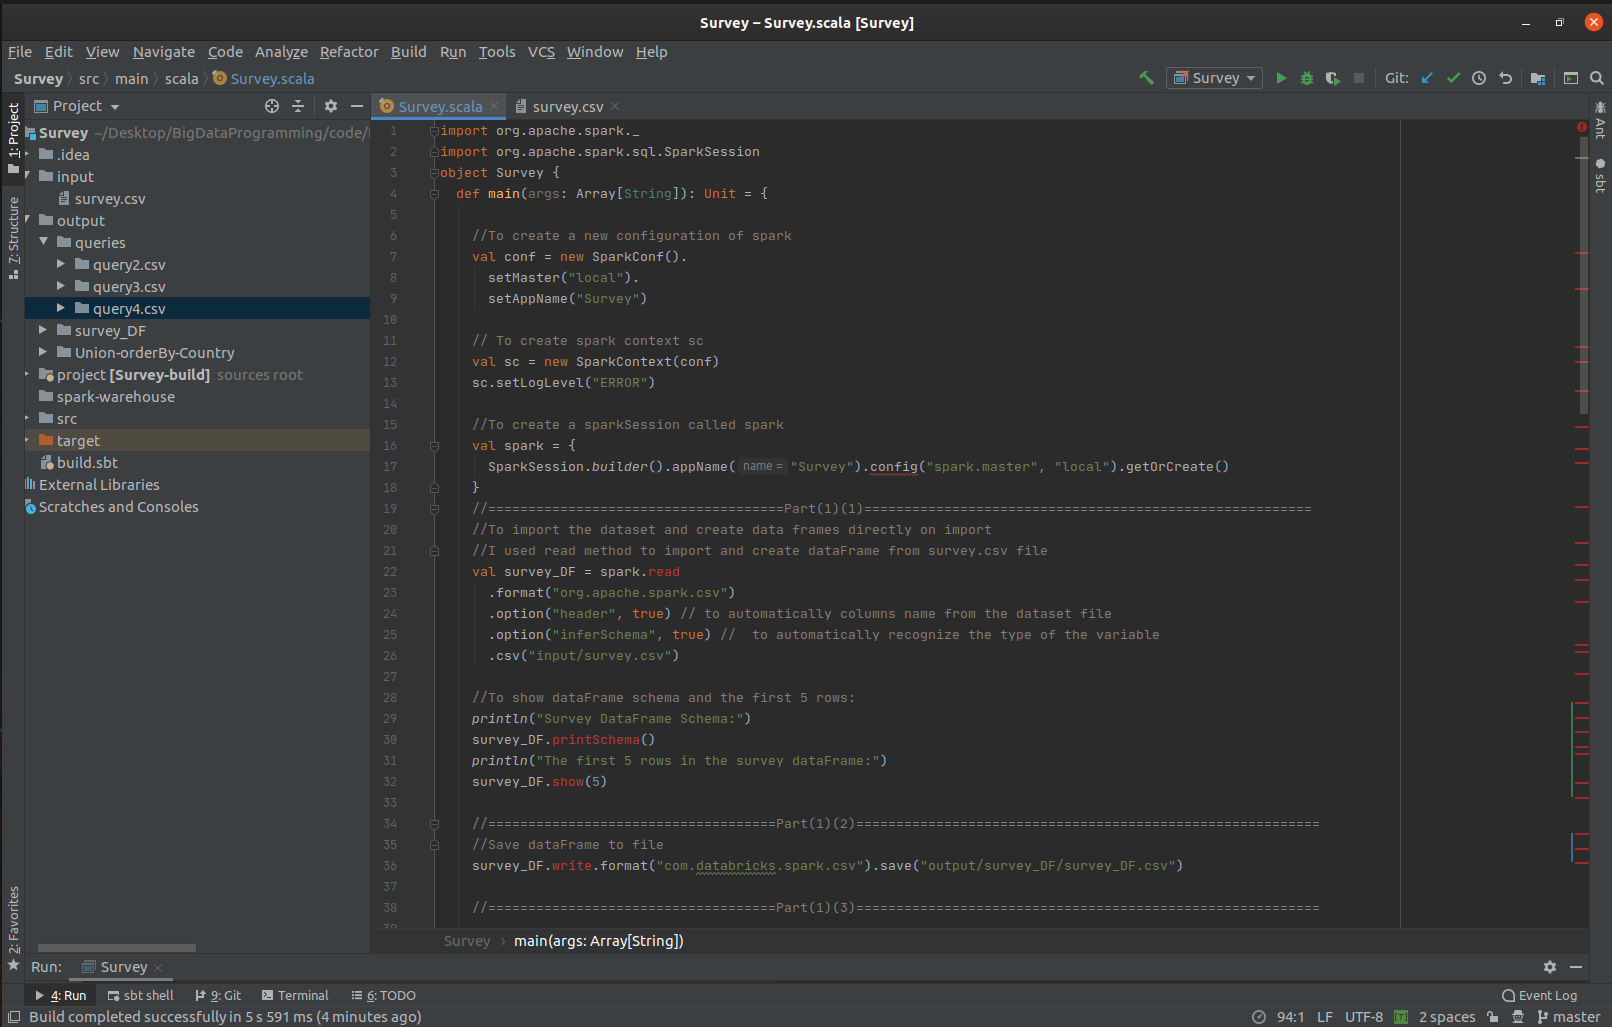 Survey – Survey.scala [Survey]
File Edit View Navigate Code Analyze Refactor Build Run Tools VCS Window Help
Survey src main scala Survey.scala
Survey Git:
Project
Survey.scala survey.csv
1: Project
7: Structure
2: Favorites
Ant
sbt
Survey ~/Desktop/BigDataProgramming/code/
.idea
input
survey.csv
output
queries
query2.csv
query3.csv
query4.csv
survey_DF
Union-orderBy-Country
project [Survey-build] sources root
spark-warehouse
src
target
build.sbt
External Libraries
Scratches and Consoles
1 import org.apache.spark._
2 import org.apache.spark.sql.SparkSession
3 object Survey {
4 def main(args: Array[String]): Unit = {
5
6 //To create a new configuration of spark
7 val conf = new SparkConf().
8 setMaster("local").
9 setAppName("Survey")
10
11 // To create spark context sc
12 val sc = new SparkContext(conf)
13 sc.setLogLevel("ERROR")
14
15 //To create a sparkSession called spark
16 val spark = {
17 SparkSession.builder().appName( name = "Survey").config("spark.master", "local").getOrCreate()
18 }
19 //=====================================Part(1)(1)========================================================
20 //To import the dataset and create data frames directly on import
21 //I used read method to import and create dataFrame from survey.csv file
22 val survey_DF = spark.read
23 .format("org.apache.spark.csv")
24 .option("header", true) // to automatically columns name from the dataset file
25 .option("inferSchema", true) //  to automatically recognize the type of the variable
26 .csv("input/survey.csv")
27
28 //To show dataFrame schema and the first 5 rows:
29 println("Survey DataFrame Schema:")
30 survey_DF.printSchema()
31 println("The first 5 rows in the survey dataFrame:")
32 survey_DF.show(5)
33
34 //====================================Part(1)(2)==========================================================
35 //Save dataFrame to file
36 survey_DF.write.format("com.databricks.spark.csv").save("output/survey_DF/survey_DF.csv")
37
38 //====================================Part(1)(3)==========================================================
Survey › main(args: Array[String])
Run: Survey
4: Run sbt shell 9: Git Terminal 6: TODO Event Log
Build completed successfully in 5 s 591 ms (4 minutes ago) 94:1 LF UTF-8 2 spaces master